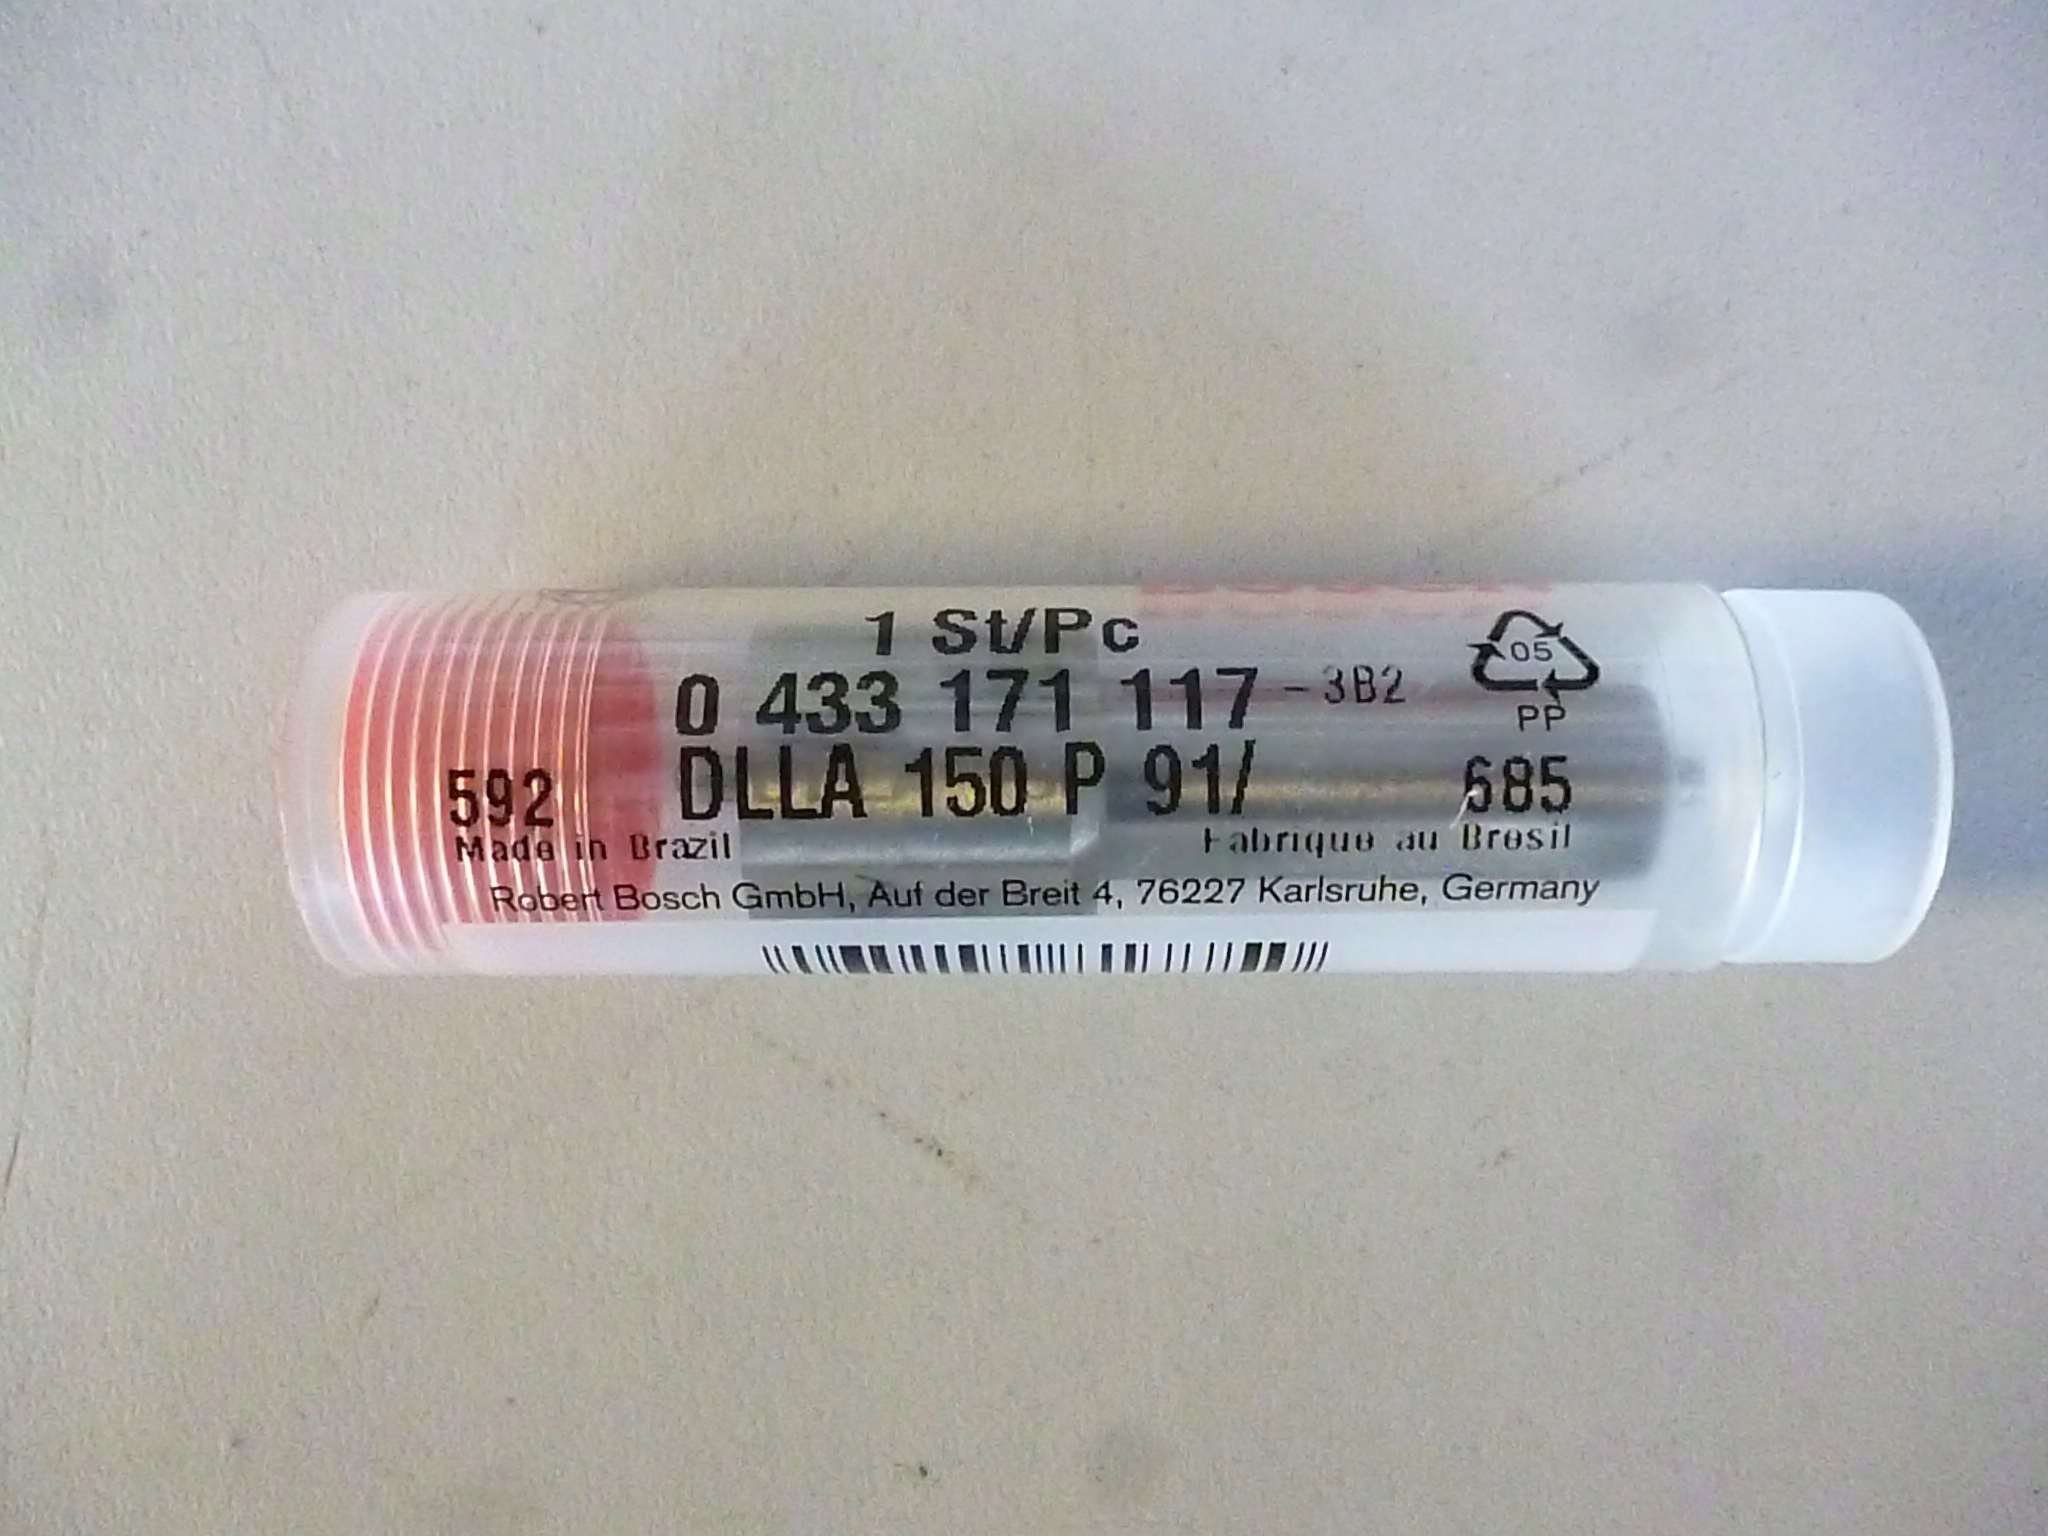 1 St/Pc
0 433 171 117 -3B2
05
PP
592 DLLA 150 P 91/ 685
Made in Brazil Fabrique au Bresil
Robert Bosch GmbH, Auf der Breit 4, 76227 Karlsruhe, Germany